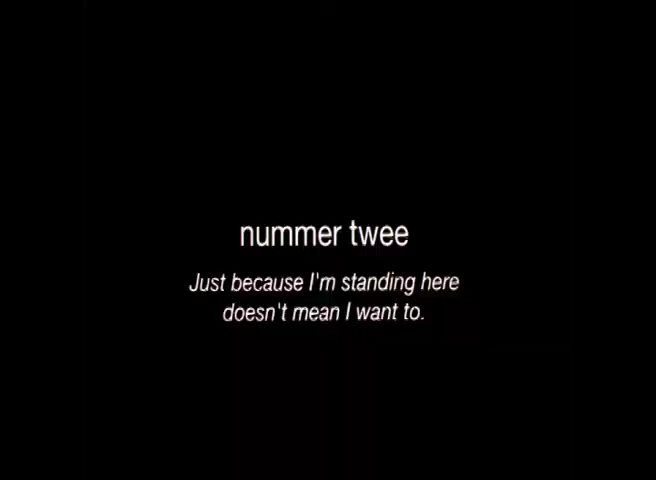 nummer twee
Just because I'm standing here
doesn't mean I want to.